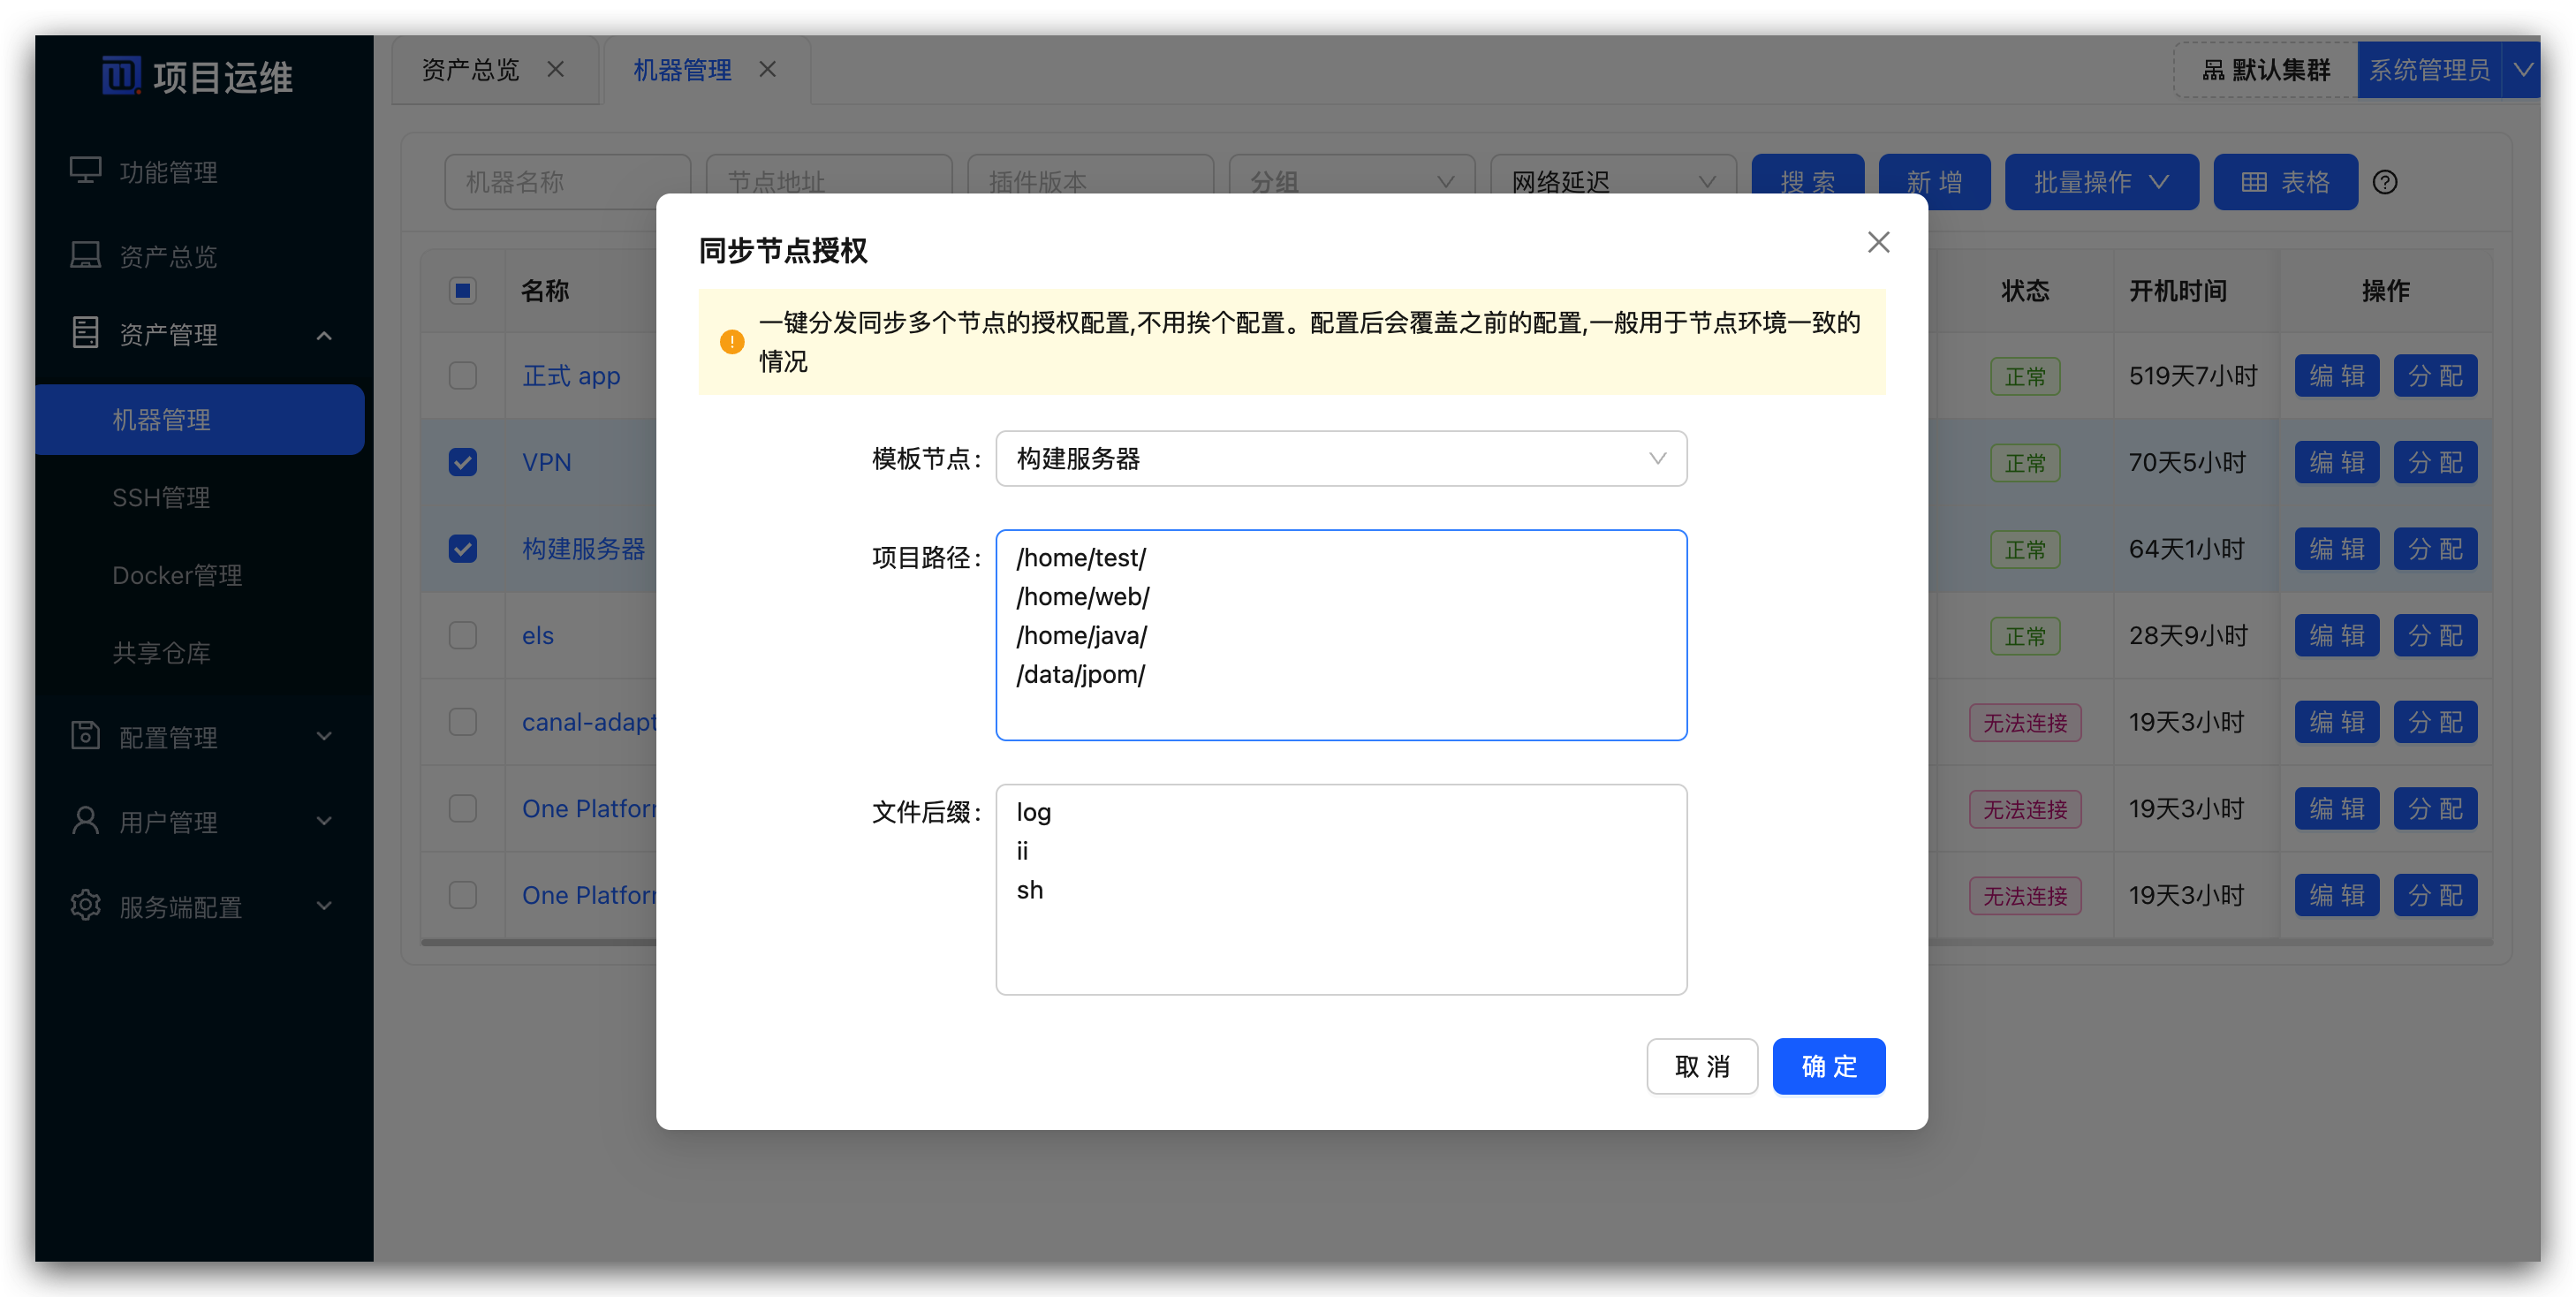 项目运维
功能管理
资产总览
资产管理
机器管理
SSH管理
Docker管理
共享仓库
配置管理
用户管理
服务端配置
资产总览
机器管理
默认集群
系统管理员
机器名称
节点地址
插件版本
分组
网络延迟
搜 索
新 增
批量操作
表格
名称
状态
开机时间
操作
正式 app
正常
519天7小时
编 辑
分 配
VPN
正常
70天5小时
编 辑
分 配
构建服务器
正常
64天1小时
编 辑
分 配
els
正常
28天9小时
编 辑
分 配
canal-adapt
无法连接
19天3小时
编 辑
分 配
One Platfor
无法连接
19天3小时
编 辑
分 配
One Platfor
无法连接
19天3小时
编 辑
分 配
同步节点授权
一键分发同步多个节点的授权配置,不用挨个配置。配置后会覆盖之前的配置,一般用于节点环境一致的
情况
模板节点:
构建服务器
项目路径:
/home/test/
/home/web/
/home/java/
/data/jpom/
文件后缀:
log
ii
sh
取 消
确 定